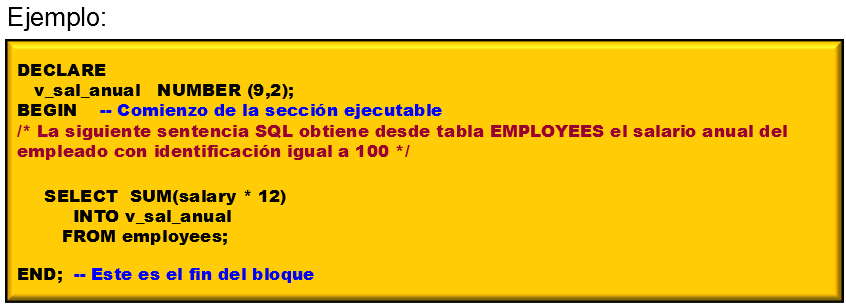 Ejemplo:
DECLARE
v_sal_anual NUMBER (9,2);
BEGIN -- Comienzo de la sección ejecutable
/* La siguiente sentencia SQL obtiene desde tabla EMPLOYEES el salario anual del
empleado con identificación igual a 100 */
SELECT SUM(salary * 12)
INTO v_sal_anual
FROM employees;
END; -- Este es el fin del bloque